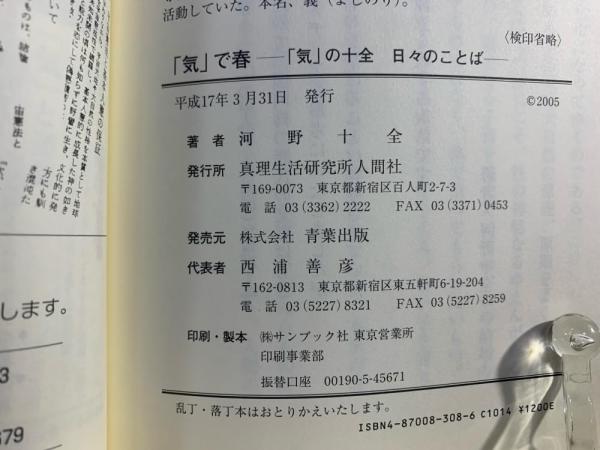 活動していた。本名、義（よしのり）。
〈検印省略〉
「気」で春 ―「気」の十全 日々のことば―
平成17年3月31日 発行 ©2005
著者 河野十全
発行所 真理生活研究所人間社
〒169-0073 東京都新宿区百人町2-7-3
電話 03(3362)2222 FAX 03(3371)0453
発売元 株式会社 青葉出版
代表者 西浦善彦
〒162-0813 東京都新宿区東五軒町6-19-204
電話 03(5227)8321 FAX 03(5227)8259
印刷・製本 ㈱サンブック社 東京営業所
印刷事業部
振替口座 00190-5-45671
乱丁・落丁本はおとりかえいたします。
ISBN4-87008-308-6 C1014 ¥1200E
します。
3
679